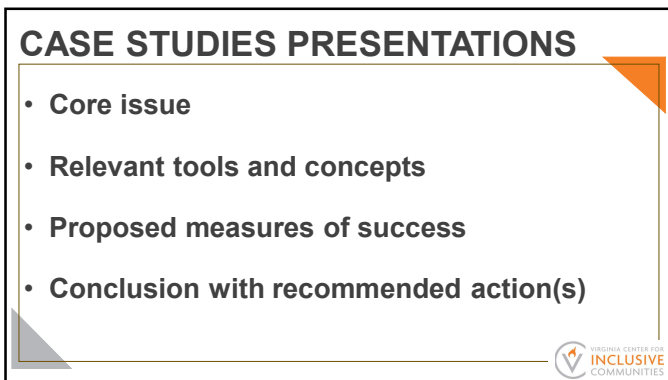 CASE STUDIES PRESENTATIONS
• Core issue
• Relevant tools and concepts
• Proposed measures of success
• Conclusion with recommended action(s)
VIRGINIA CENTER FOR
INCLUSIVE
COMMUNITIES